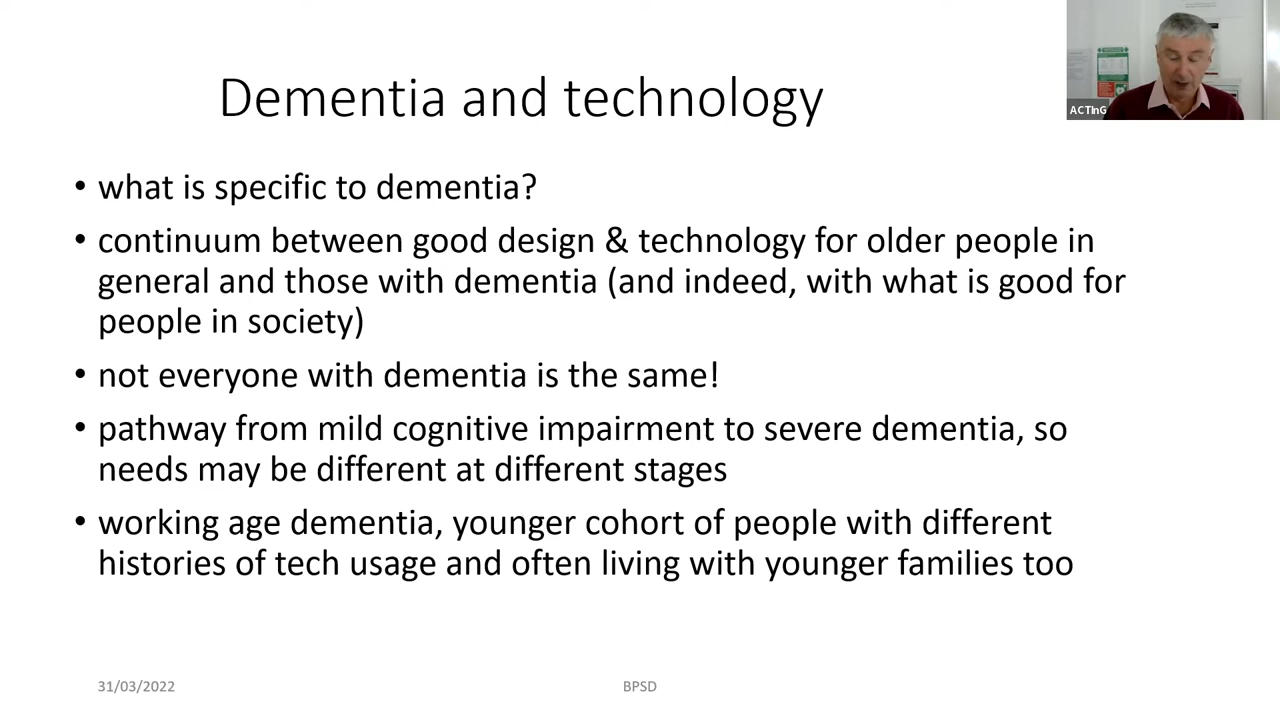 Dementia and technology
ACTInG
• what is specific to dementia?
• continuum between good design & technology for older people in
general and those with dementia (and indeed, with what is good for
people in society)
• not everyone with dementia is the same!
• pathway from mild cognitive impairment to severe dementia, so
needs may be different at different stages
• working age dementia, younger cohort of people with different
histories of tech usage and often living with younger families too
31/03/2022
BPSD